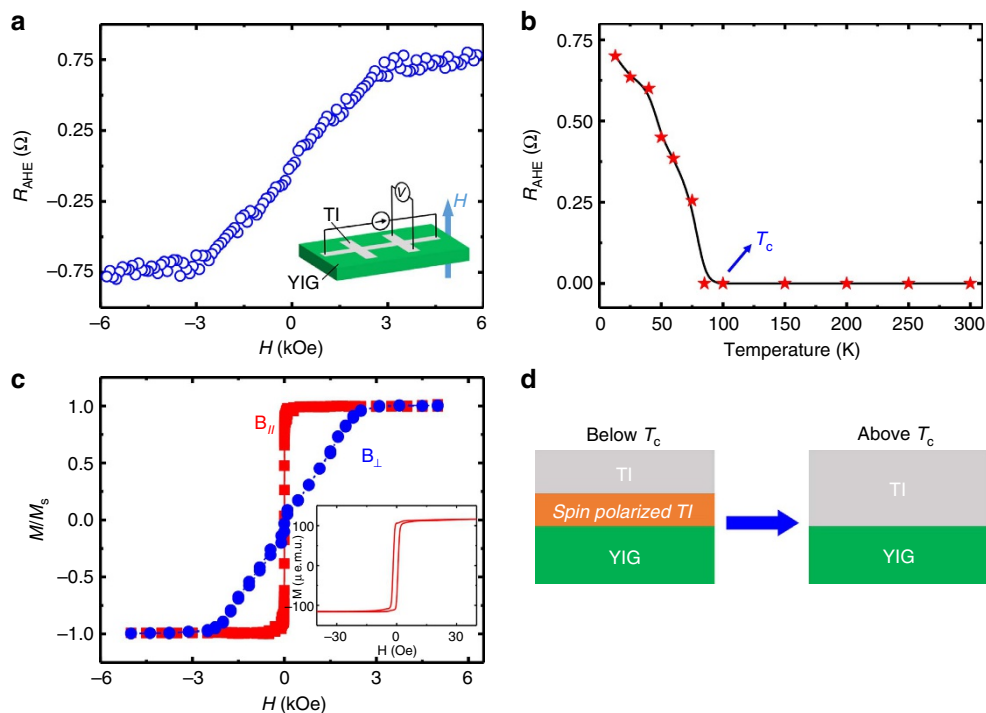 a
0.75
0.25
−0.25
−0.75
R_AHE (Ω)
V
H
TI
YIG
−6
−3
0
3
6
H (kOe)
b
0.75
0.50
0.25
0.00
R_AHE (Ω)
T_c
0
50
100
150
200
250
300
Temperature (K)
c
1.0
0.5
0.0
−0.5
−1.0
M/M_s
B_//
B_⊥
100
0
−100
M (μ e.m.u.)
−30
0
30
H (Oe)
−6
−3
0
3
6
H (kOe)
d
Below T_c
Above T_c
TI
Spin polarized TI
YIG
TI
YIG